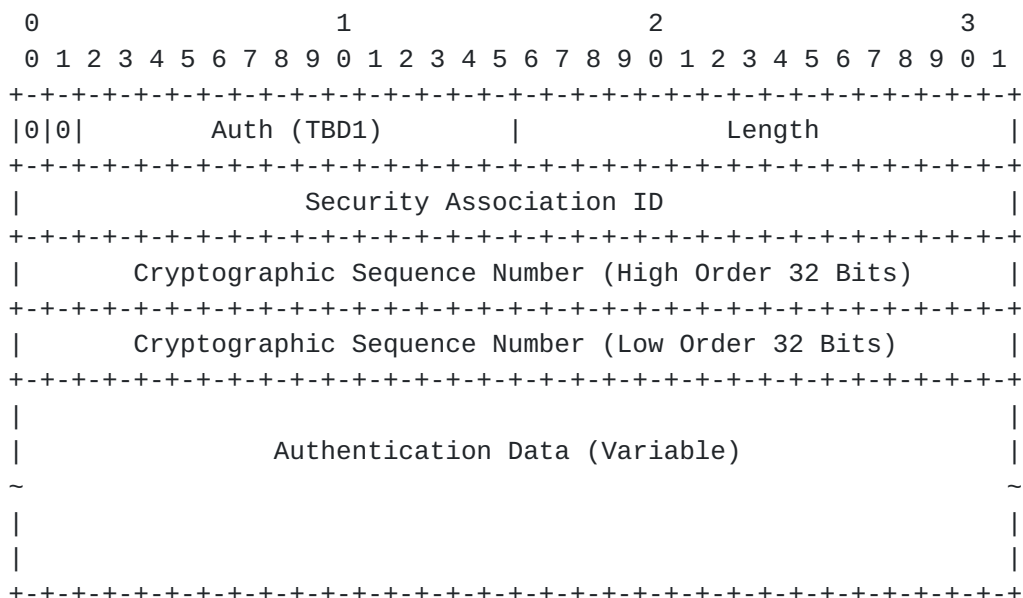 0                   1                   2                   3
 0 1 2 3 4 5 6 7 8 9 0 1 2 3 4 5 6 7 8 9 0 1 2 3 4 5 6 7 8 9 0 1
+-+-+-+-+-+-+-+-+-+-+-+-+-+-+-+-+-+-+-+-+-+-+-+-+-+-+-+-+-+-+-+-+
|0|0|        Auth (TBD1)        |             Length            |
+-+-+-+-+-+-+-+-+-+-+-+-+-+-+-+-+-+-+-+-+-+-+-+-+-+-+-+-+-+-+-+-+
|                  Security Association ID                      |
+-+-+-+-+-+-+-+-+-+-+-+-+-+-+-+-+-+-+-+-+-+-+-+-+-+-+-+-+-+-+-+-+
|       Cryptographic Sequence Number (High Order 32 Bits)      |
+-+-+-+-+-+-+-+-+-+-+-+-+-+-+-+-+-+-+-+-+-+-+-+-+-+-+-+-+-+-+-+-+
|       Cryptographic Sequence Number (Low Order 32 Bits)       |
+-+-+-+-+-+-+-+-+-+-+-+-+-+-+-+-+-+-+-+-+-+-+-+-+-+-+-+-+-+-+-+-+
|                                                               |
|                Authentication Data (Variable)                 |
~                                                               ~
|                                                               |
|                                                               |
+-+-+-+-+-+-+-+-+-+-+-+-+-+-+-+-+-+-+-+-+-+-+-+-+-+-+-+-+-+-+-+-+